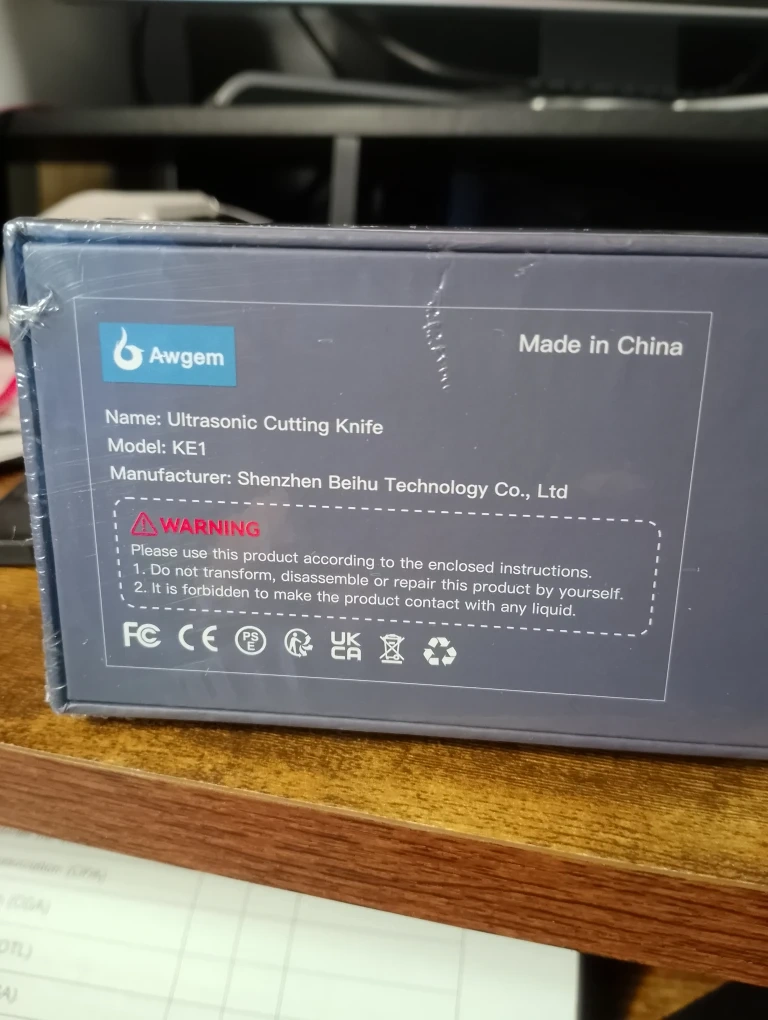 Awgem
Made in China
Name: Ultrasonic Cutting Knife
Model: KE1
Manufacturer: Shenzhen Beihu Technology Co., Ltd
WARNING
Please use this product according to the enclosed instructions.
1. Do not transform, disassemble or repair this product by yourself.
2. It is forbidden to make the product contact with any liquid.
FC CE PS E UK CA
(OGA)